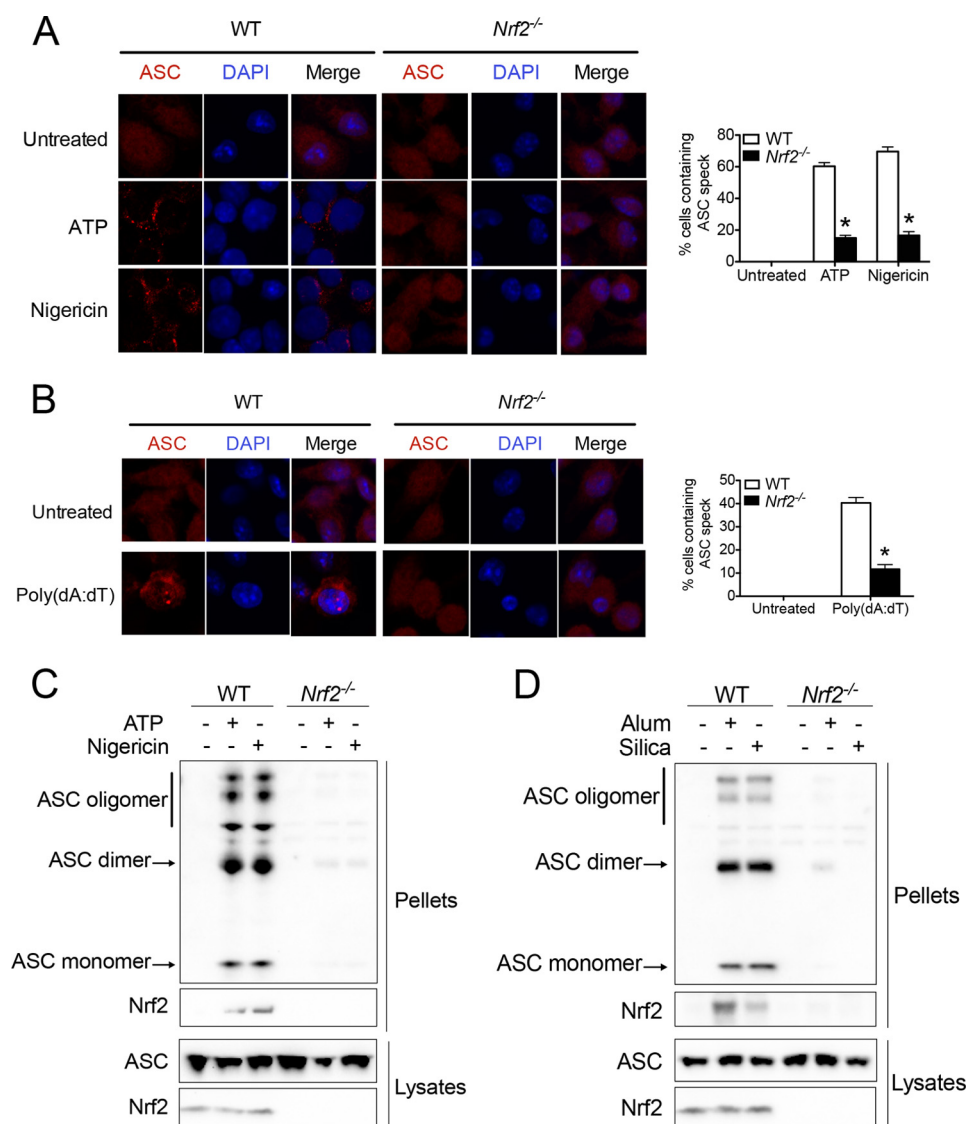 A
WT Nrf2-/-
ASC DAPI Merge ASC DAPI Merge
Untreated
ATP
Nigericin
% cells containing
ASC speck
80
60
40
20
0
WT
Nrf2-/-
* *
Untreated ATP Nigericin
B
WT Nrf2-/-
ASC DAPI Merge ASC DAPI Merge
Untreated
Poly(dA:dT)
% cells containing
ASC speck
50
40
30
20
10
0
WT
Nrf2-/-
*
Untreated Poly(dA:dT)
C
WT Nrf2-/-
ATP - + - - + -
Nigericin - - + - - +
ASC oligomer
ASC dimer
ASC monomer
Nrf2
Pellets
ASC
Nrf2
Lysates
D
WT Nrf2-/-
Alum - + - - + -
Silica - - + - - +
ASC oligomer
ASC dimer
ASC monomer
Nrf2
Pellets
ASC
Nrf2
Lysates